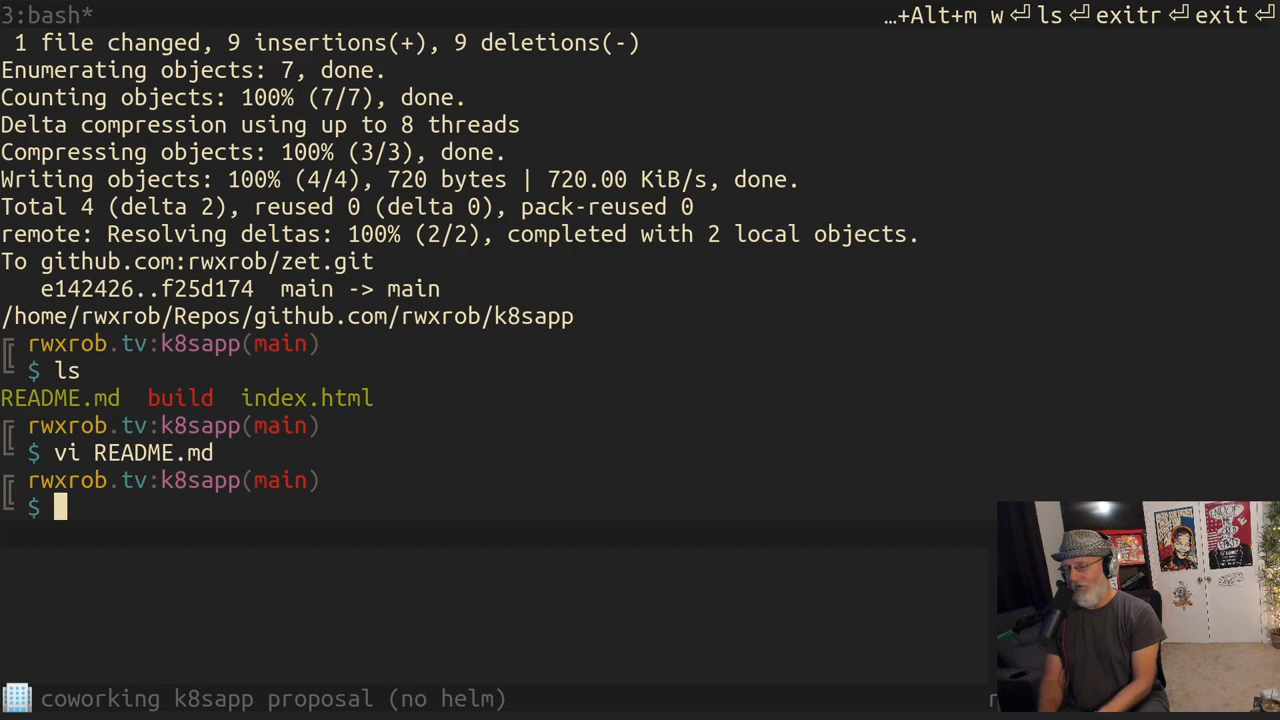 3:bash*
…+Alt+m w⏎ ls⏎ exitr⏎ exit⏎
1 file changed, 9 insertions(+), 9 deletions(-)
Enumerating objects: 7, done.
Counting objects: 100% (7/7), done.
Delta compression using up to 8 threads
Compressing objects: 100% (3/3), done.
Writing objects: 100% (4/4), 720 bytes | 720.00 KiB/s, done.
Total 4 (delta 2), reused 0 (delta 0), pack-reused 0
remote: Resolving deltas: 100% (2/2), completed with 2 local objects.
To github.com:rwxrob/zet.git
   e142426..f25d174  main -> main
/home/rwxrob/Repos/github.com/rwxrob/k8sapp
╔ rwxrob.tv:k8sapp(main)
╚ $ ls
README.md  build  index.html
╔ rwxrob.tv:k8sapp(main)
╚ $ vi README.md
╔ rwxrob.tv:k8sapp(main)
╚ $
coworking k8sapp proposal (no helm)